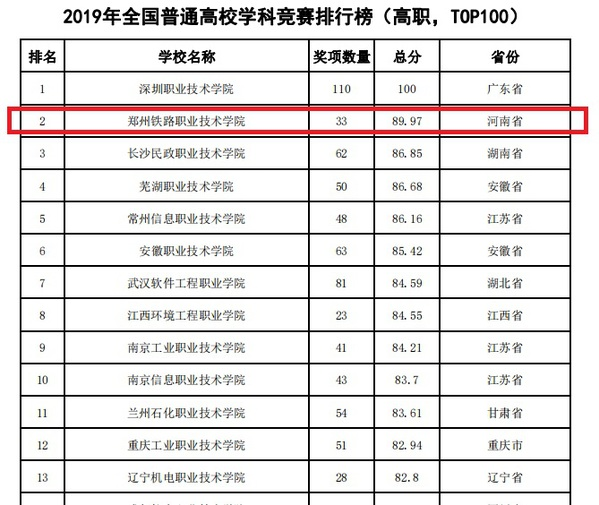 2019年全国普通高校学科竞赛排行榜（高职，TOP100）
排名 学校名称 奖项数量 总分 省份
1 深圳职业技术学院 110 100 广东省
2 郑州铁路职业技术学院 33 89.97 河南省
3 长沙民政职业技术学院 62 86.85 湖南省
4 芜湖职业技术学院 50 86.68 安徽省
5 常州信息职业技术学院 48 86.16 江苏省
6 安徽职业技术学院 63 85.42 安徽省
7 武汉软件工程职业学院 81 84.59 湖北省
8 江西环境工程职业学院 23 84.55 江西省
9 南京工业职业技术学院 41 84.21 江苏省
10 南京信息职业技术学院 43 83.7 江苏省
11 兰州石化职业技术学院 54 83.61 甘肃省
12 重庆工业职业技术学院 51 82.94 重庆市
13 辽宁机电职业技术学院 28 82.8 辽宁省